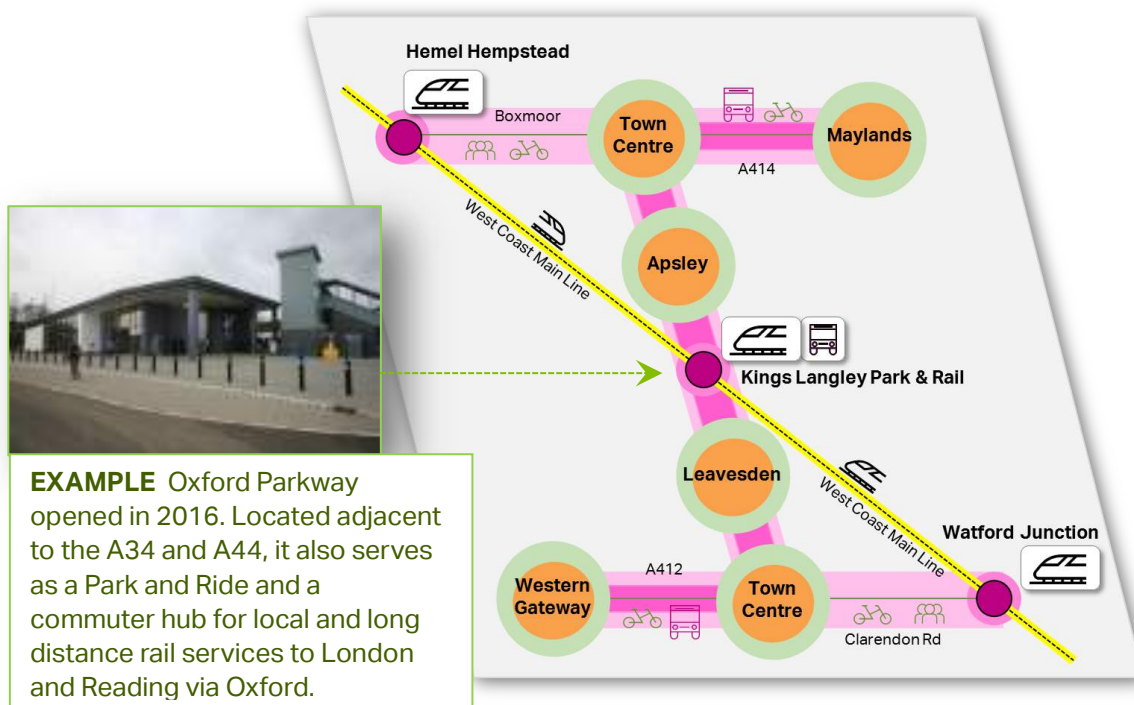 Hemel Hempstead
Boxmoor
Town
Centre
Maylands
A414
West Coast Main Line
Apsley
Kings Langley Park & Rail
Leavesden
West Coast Main Line
Watford Junction
A412
Western
Gateway
Town
Centre
Clarendon Rd
EXAMPLE Oxford Parkway
opened in 2016. Located adjacent
to the A34 and A44, it also serves
as a Park and Ride and a
commuter hub for local and long
distance rail services to London
and Reading via Oxford.